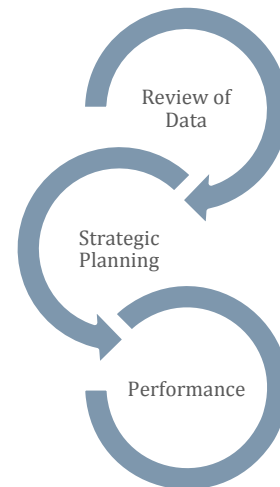 Review of
Data
Strategic
Planning
Performance